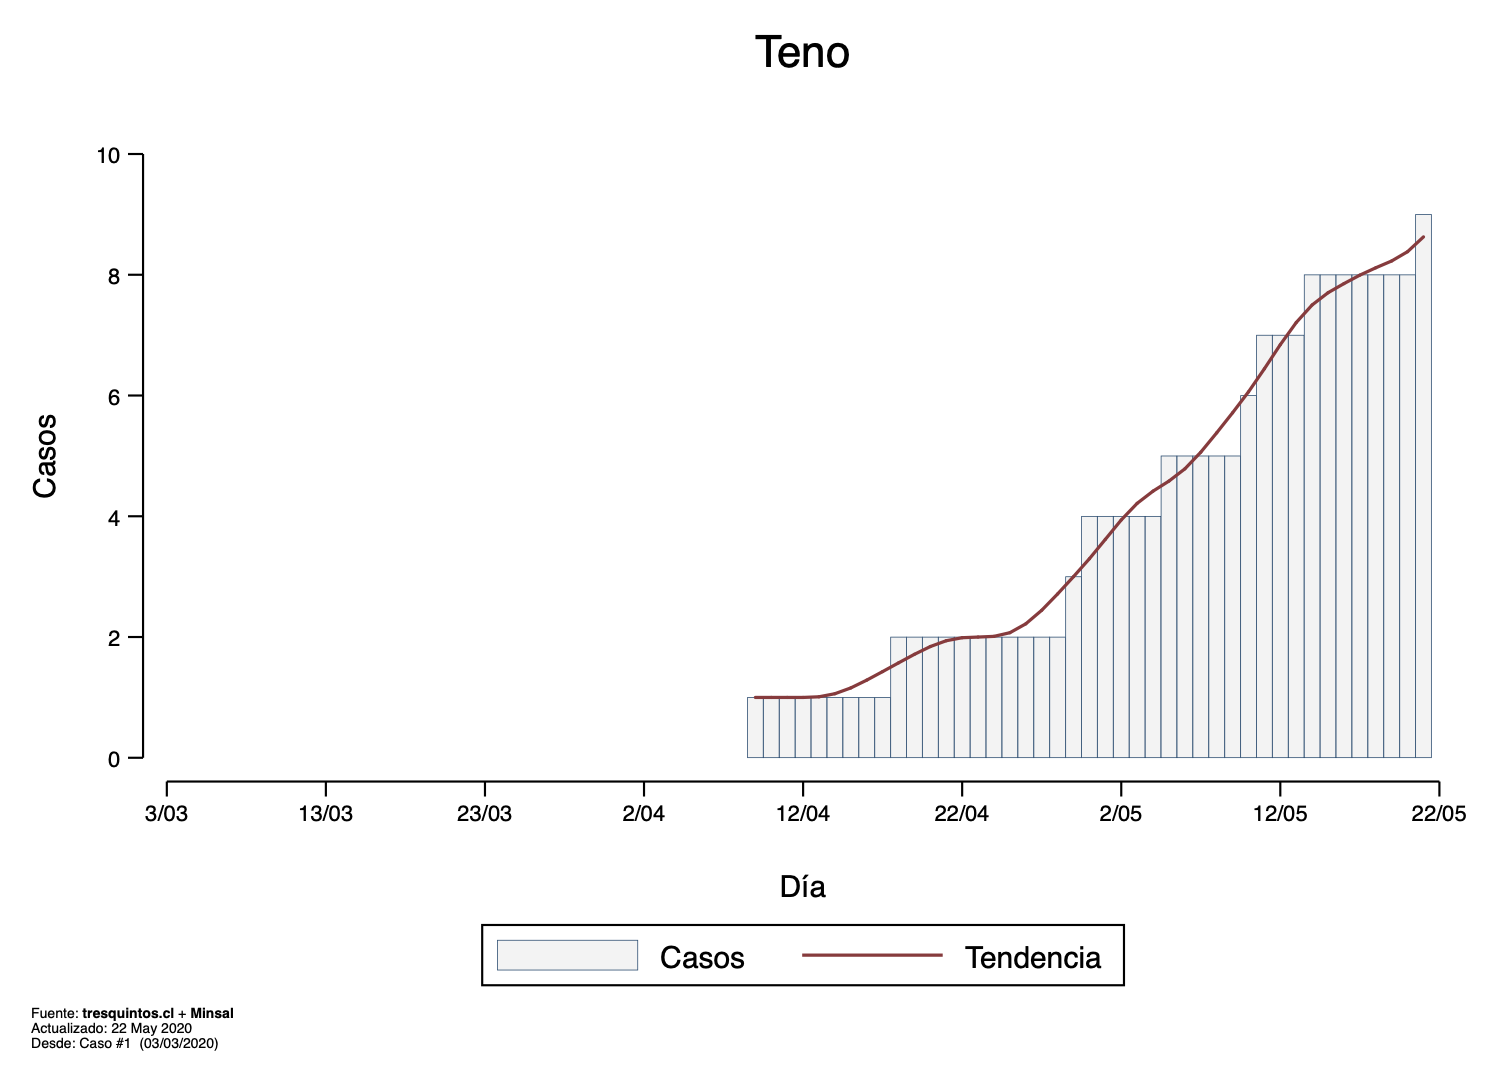 Teno
10
8
6
4
2
0
Casos
3/03 13/03 23/03 2/04 12/04 22/04 2/05 12/05 22/05
Día
Casos Tendencia
Fuente: tresquintos.cl + Minsal
Actualizado: 22 May 2020
Desde: Caso #1 (03/03/2020)